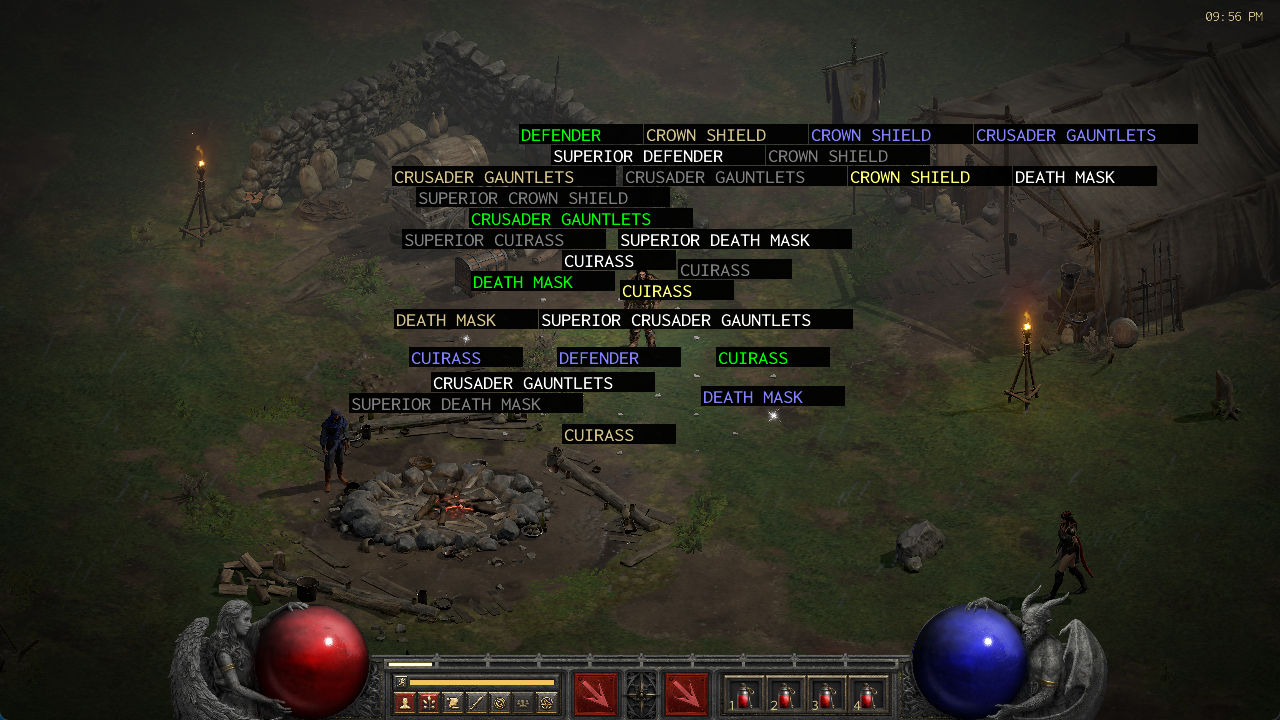 09:56 PM
DEFENDER CROWN SHIELD CROWN SHIELD CRUSADER GAUNTLETS
SUPERIOR DEFENDER CROWN SHIELD
CRUSADER GAUNTLETS CRUSADER GAUNTLETS CROWN SHIELD DEATH MASK
SUPERIOR CROWN SHIELD
CRUSADER GAUNTLETS
SUPERIOR CUIRASS SUPERIOR DEATH MASK
CUIRASS CUIRASS
DEATH MASK CUIRASS
DEATH MASK SUPERIOR CRUSADER GAUNTLETS
CUIRASS DEFENDER CUIRASS
CRUSADER GAUNTLETS
DEATH MASK
SUPERIOR DEATH MASK
CUIRASS
1 2 3 4